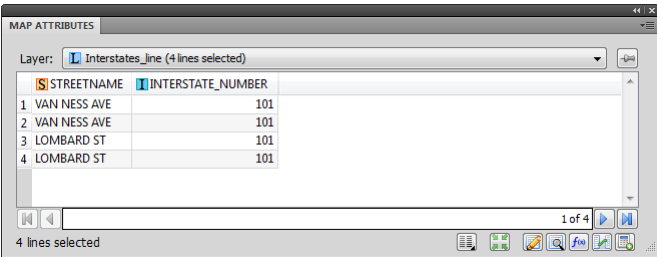 MAP ATTRIBUTES
Layer: L Interstates_line (4 lines selected)
S STREETNAME I INTERSTATE_NUMBER
1 VAN NESS AVE 101
2 VAN NESS AVE 101
3 LOMBARD ST 101
4 LOMBARD ST 101
1 of 4
4 lines selected f(x)